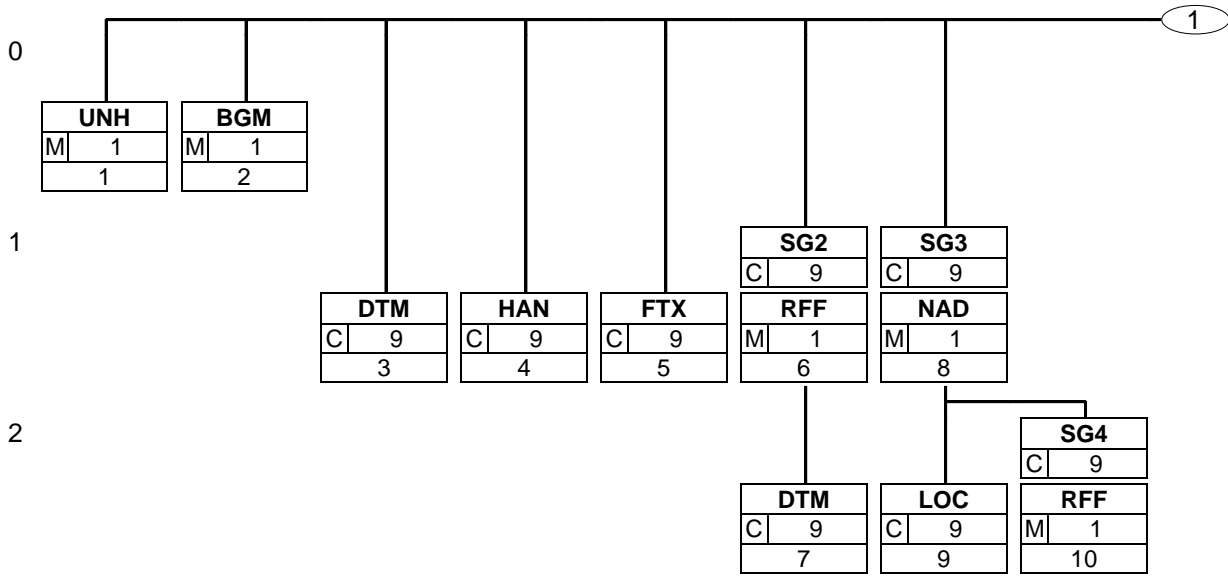 1
0
UNH BGM
M 1 M 1
1 2
1
SG2 SG3
C 9 C 9
DTM HAN FTX RFF NAD
C 9 C 9 C 9 M 1 M 1
3 4 5 6 8
2
SG4
C 9
DTM LOC RFF
C 9 C 9 M 1
7 9 10